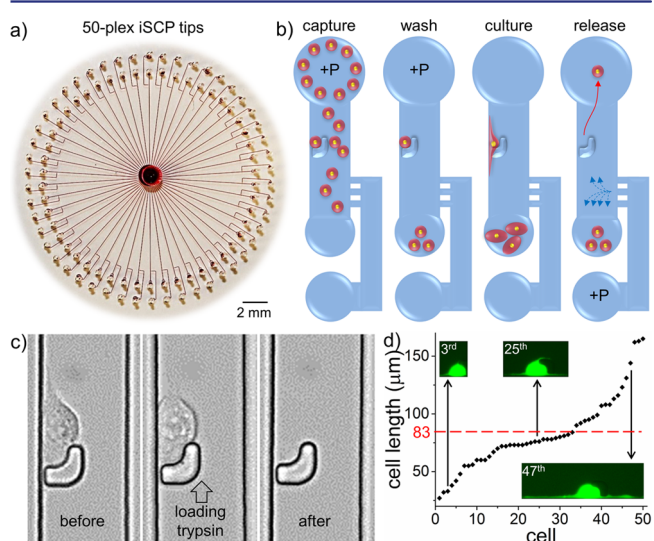 a)
50-plex iSCP tips
2 mm
b)
capture
wash
culture
release
+P
+P
+P
c)
before
loading
trypsin
after
d)
cell length (μm)
150
100
83
50
3rd
25th
47th
0
10
20
30
40
50
cell